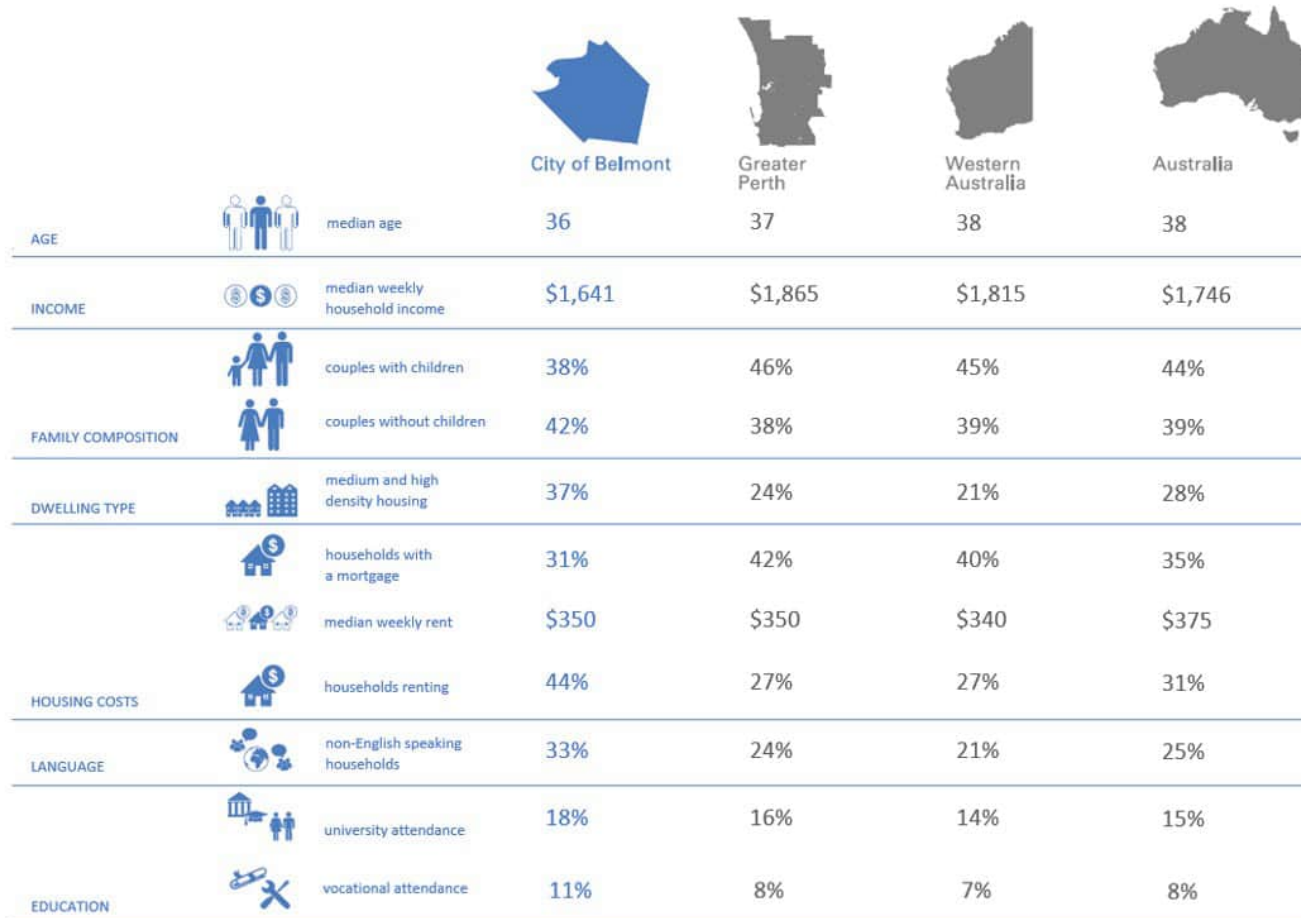 City of Belmont
Greater
Perth
Western
Australia
Australia
AGE
median age
36
37
38
38
INCOME
median weekly
household income
$1,641
$1,865
$1,815
$1,746
FAMILY COMPOSITION
couples with children
38%
46%
45%
44%
couples without children
42%
38%
39%
39%
DWELLING TYPE
medium and high
density housing
37%
24%
21%
28%
HOUSING COSTS
households with
a mortgage
31%
42%
40%
35%
median weekly rent
$350
$350
$340
$375
households renting
44%
27%
27%
31%
LANGUAGE
non-English speaking
households
33%
24%
21%
25%
EDUCATION
university attendance
18%
16%
14%
15%
vocational attendance
11%
8%
7%
8%